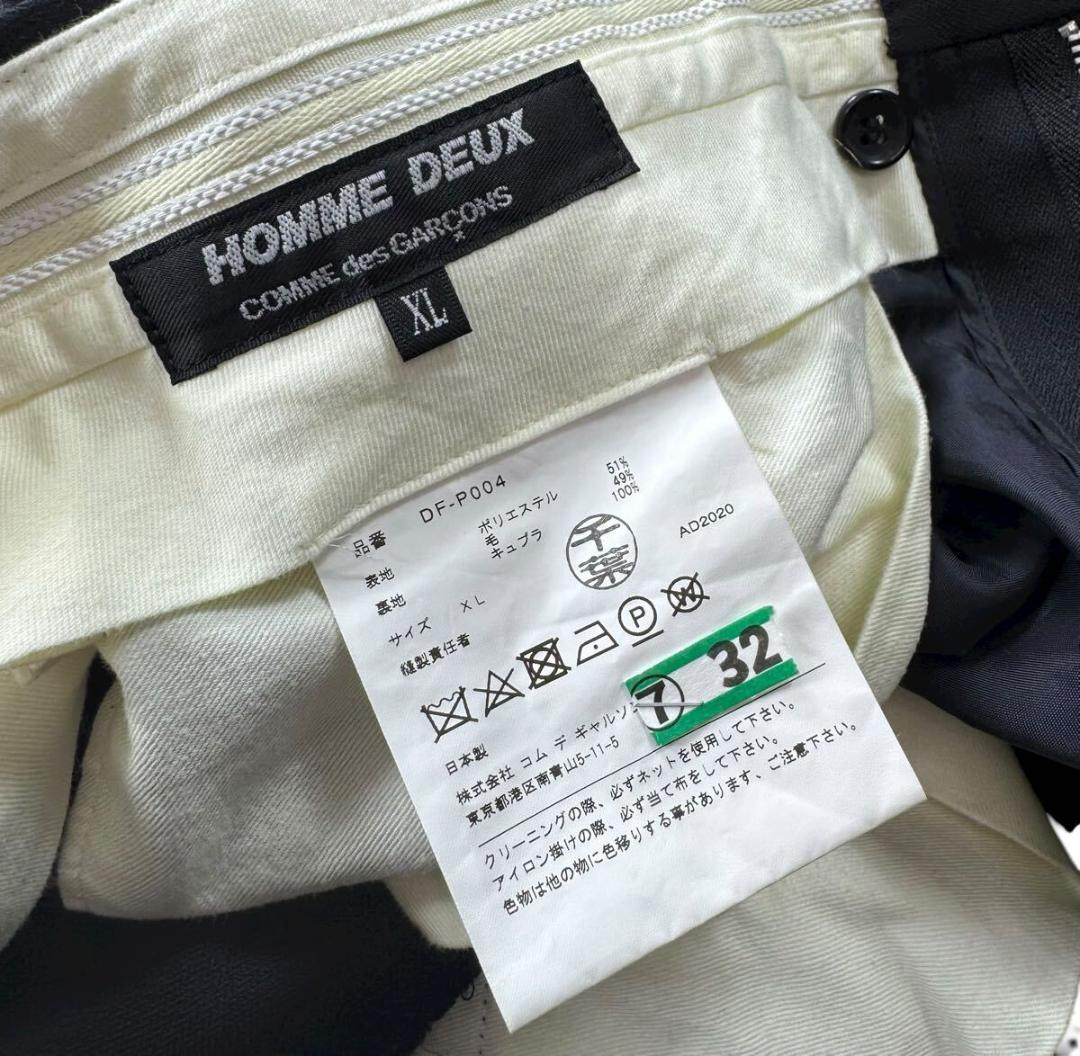 HOMME DEUX
COMME des GARÇONS
XL
品番 DF-P004
表地 ポリエステル 51%
毛 49%
裏地 キュプラ 100%
サイズ XL
縫製責任者
千葉
AD2020
P
W
7 32
日本製
株式会社 コム デ ギャルソン
東京都港区南青山5-11-5
クリーニングの際、必ずネットを使用して下さい。
アイロン掛けの際、必ず当て布をして下さい。
色物は他の物に色移りする事があります、ご注意下さい。